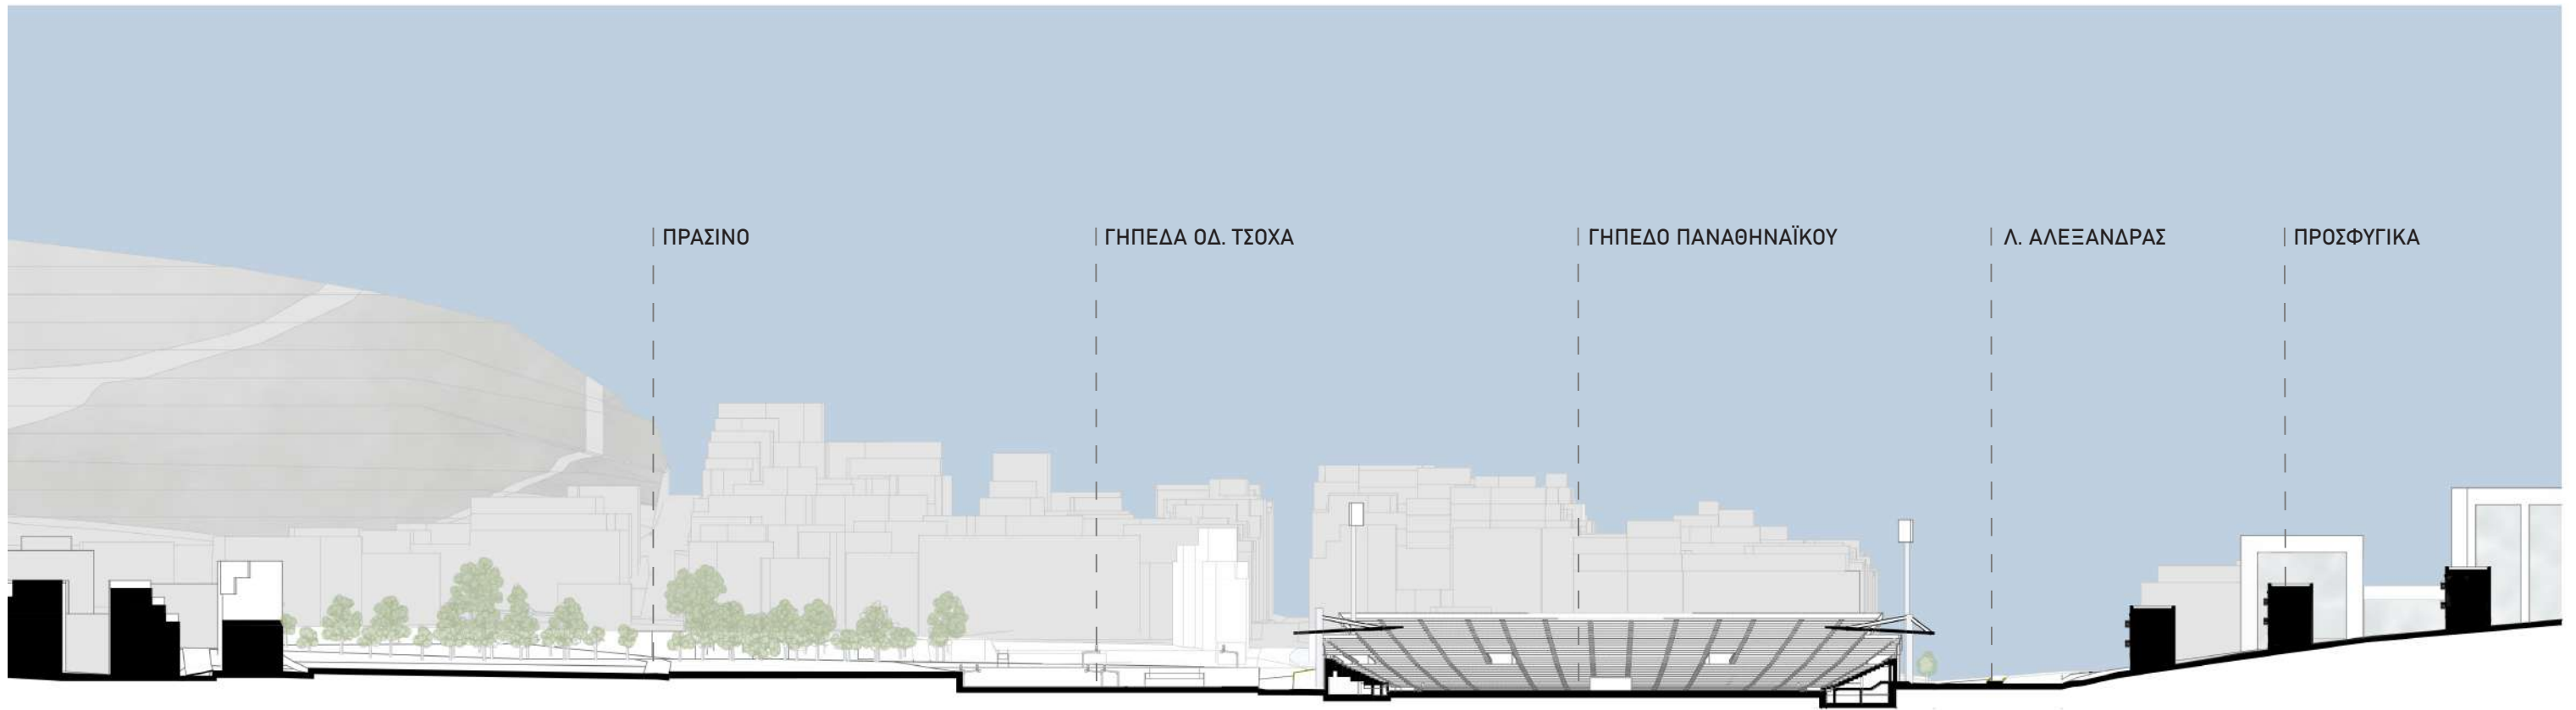 ΠΡΑΣΙΝΟ
ΓΗΠΕΔΑ ΟΔ. ΤΣΟΧΑ
ΓΗΠΕΔΟ ΠΑΝΑΘΗΝΑΪΚΟΥ
Λ. ΑΛΕΞΑΝΔΡΑΣ
ΠΡΟΣΦΥΓΙΚΑ